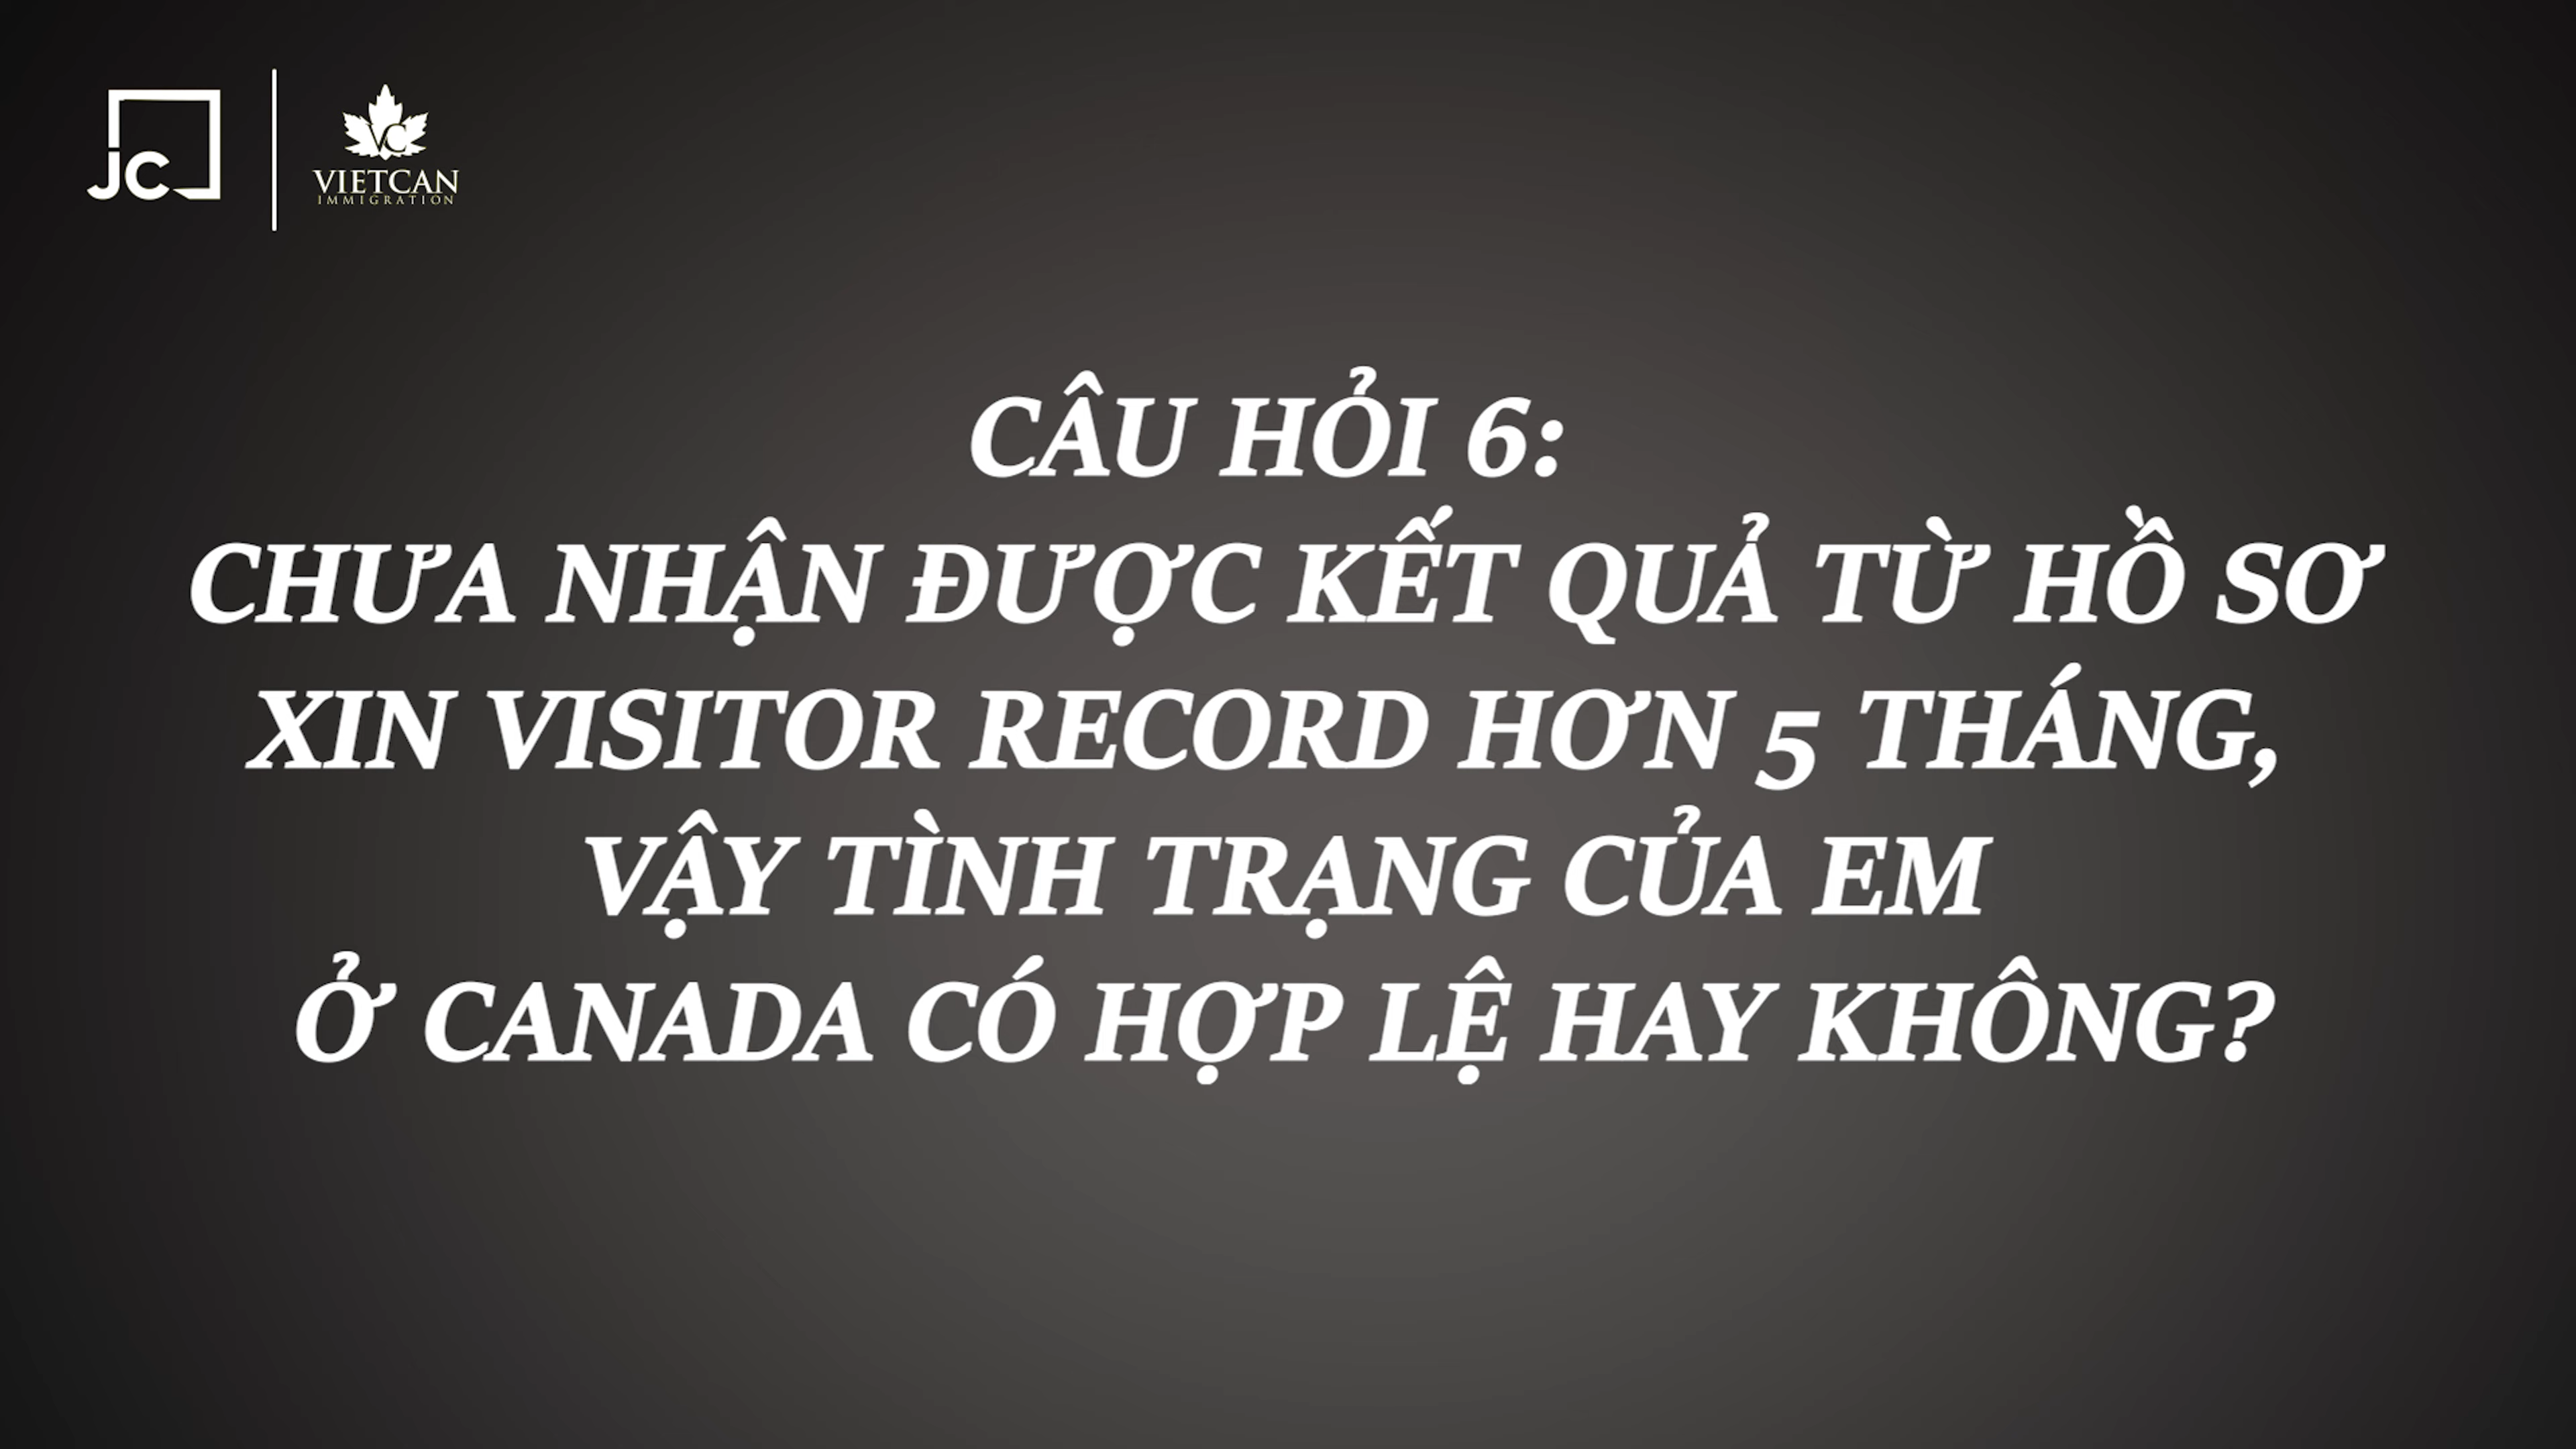 JC
VC
VIETCAN
IMMIGRATION
CÂU HỎI 6:
CHƯA NHẬN ĐƯỢC KẾT QUẢ TỪ HỒ SƠ
XIN VISITOR RECORD HƠN 5 THÁNG,
VẬY TÌNH TRẠNG CỦA EM
Ở CANADA CÓ HỢP LỆ HAY KHÔNG?